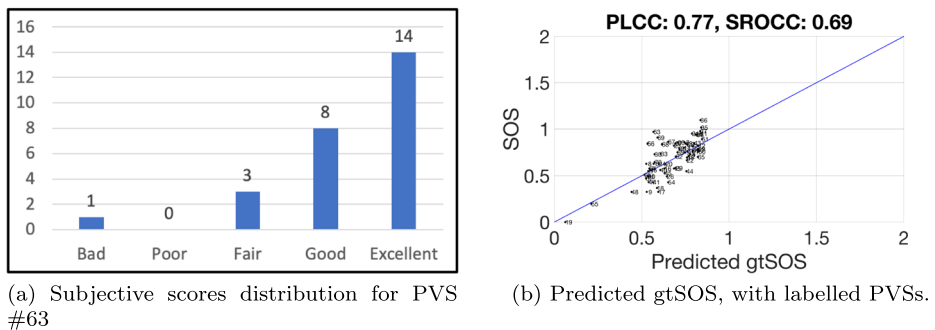 16
14
12
10
8
6
4
2
0
1
0
3
8
14
Bad Poor Fair Good Excellent
(a) Subjective scores distribution for PVS
#63
PLCC: 0.77, SROCC: 0.69
SOS
2
1.5
1
0.5
0
0 0.5 1 1.5 2
Predicted gtSOS
(b) Predicted gtSOS, with labelled PVSs.